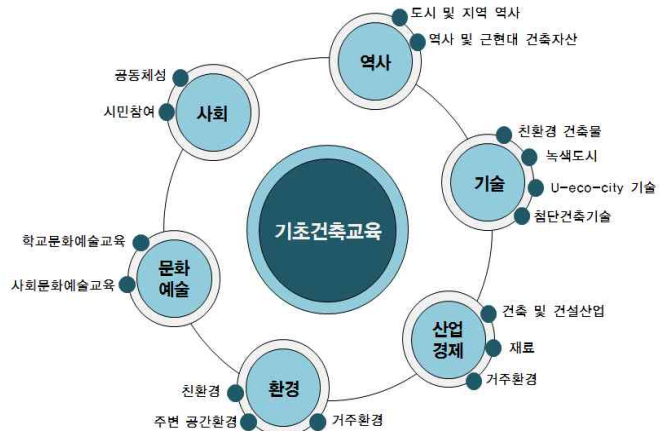 도시 및 지역 역사
역사 및 근현대 건축자산
역사
공동체성
시민참여
사회
친환경 건축물
녹색도시
U-eco-city 기술
첨단건축기술
기술
기초건축교육
학교문화예술교육
사회문화예술교육
문화
예술
건축 및 건설산업
재료
거주환경
산업
경제
환경
친환경
주변 공간환경
거주환경